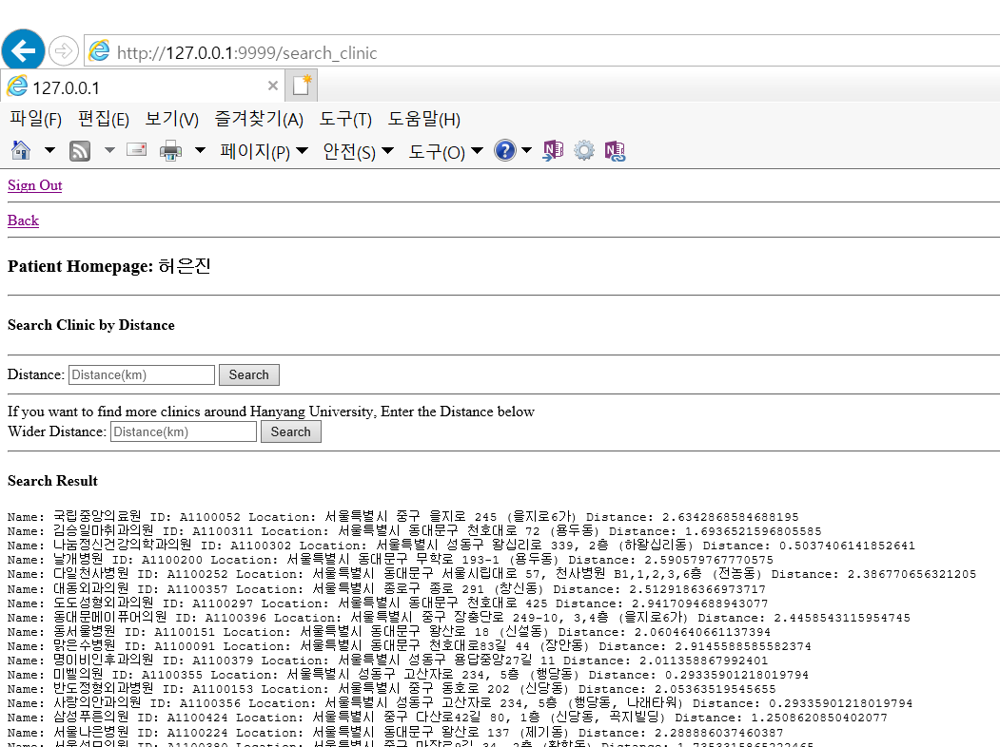 http://127.0.0.1:9999/search_clinic
127.0.0.1
파일(F) 편집(E) 보기(V) 즐겨찾기(A) 도구(T) 도움말(H)
페이지(P) 안전(S) 도구(O)
Sign Out
Back
Patient Homepage: 허은진
Search Clinic by Distance
Distance: Distance(km) Search
If you want to find more clinics around Hanyang University, Enter the Distance below
Wider Distance: Distance(km) Search
Search Result
Name: 국립중앙의료원 ID: A1100052 Location: 서울특별시 중구 을지로 245 (을지로6가) Distance: 2.6342868584688195
Name: 김승일마취과의원 ID: A1100311 Location: 서울특별시 동대문구 천호대로 72 (용두동) Distance: 1.6936521596805585
Name: 나눔정신건강의학과의원 ID: A1100302 Location: 서울특별시 성동구 왕십리로 339, 2층 (하왕십리동) Distance: 0.5037406141852641
Name: 날개병원 ID: A1100200 Location: 서울특별시 동대문구 무학로 193-1 (용두동) Distance: 2.590579767770575
Name: 다일천사병원 ID: A1100252 Location: 서울특별시 동대문구 서울시립대로 57, 천사병원 B1,1,2,3,6층 (전농동) Distance: 2.386770656321205
Name: 대동외과의원 ID: A1100357 Location: 서울특별시 종로구 종로 291 (창신동) Distance: 2.5129186366973717
Name: 도도성형외과의원 ID: A1100297 Location: 서울특별시 동대문구 천호대로 425 Distance: 2.9417094688943077
Name: 동대문메이퓨어의원 ID: A1100396 Location: 서울특별시 중구 장충단로 249-10, 3,4층 (을지로6가) Distance: 2.4458543115954745
Name: 동서울병원 ID: A1100151 Location: 서울특별시 동대문구 왕산로 18 (신설동) Distance: 2.0604640661137394
Name: 맑은수병원 ID: A1100091 Location: 서울특별시 동대문구 천호대로83길 44 (장안동) Distance: 2.9145588585582374
Name: 명이비인후과의원 ID: A1100379 Location: 서울특별시 성동구 용답중앙27길 11 Distance: 2.011358867992401
Name: 미벨의원 ID: A1100355 Location: 서울특별시 성동구 고산자로 234, 5층 (행당동) Distance: 0.29335901218019794
Name: 반도정형외과병원 ID: A1100153 Location: 서울특별시 중구 동호로 202 (신당동) Distance: 2.05363519545655
Name: 사랑의안과의원 ID: A1100356 Location: 서울특별시 성동구 고산자로 234, 5층 (행당동, 나래타워) Distance: 0.29335901218019794
Name: 삼성푸른의원 ID: A1100424 Location: 서울특별시 중구 다산로42길 80, 1층 (신당동, 곡지빌딩) Distance: 1.2508620850402077
Name: 서울나은병원 ID: A1100224 Location: 서울특별시 동대문구 왕산로 137 (제기동) Distance: 2.288886037460387
Name: ID: A1100380 Location: 서울특별시 중구 Distance: